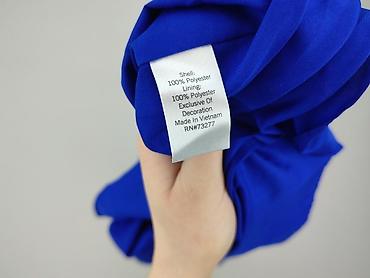 Shell:
100% Polyester
Lining:
100% Polyester
Exclusive Of
Decoration
Made In Vietnam
RN#73277